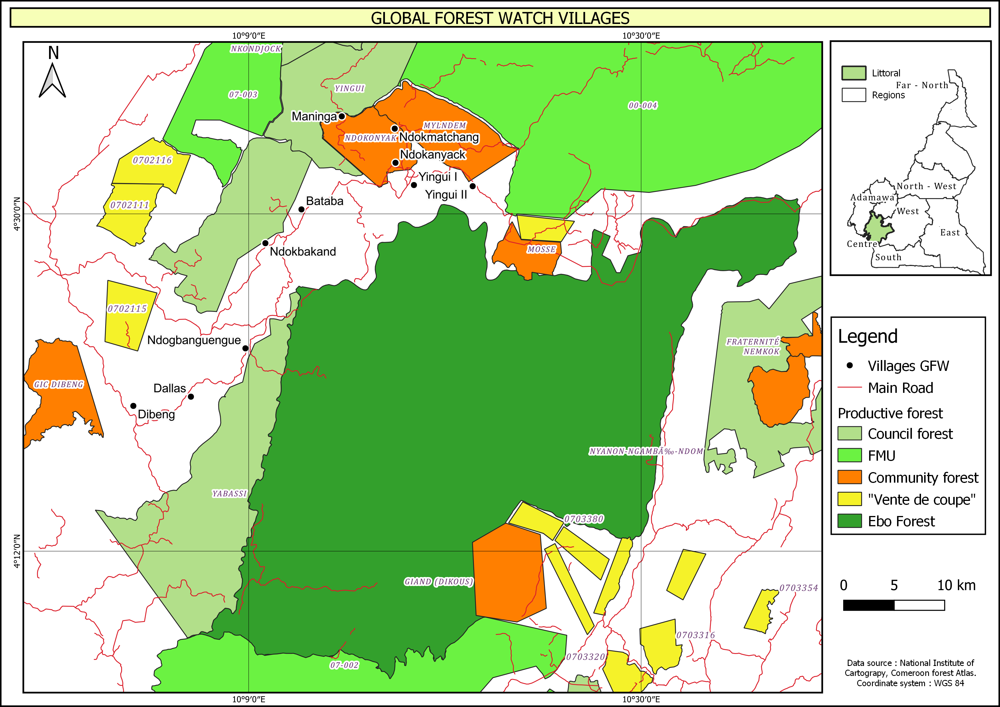 GLOBAL FOREST WATCH VILLAGES
10°9′0″E
10°30′0″E
N
NKONDJOCK
07-003
YINGUI
00-004
Maninga
MYLNDEM
NDOKONYAK
Ndokmatchang
Ndokanyack
0702116
Yingui I
Yingui II
Bataba
0702111
4°30′0″N
MOSSE
Ndokbakand
0702115
Ndogbanguengue
FRATERNITÉ
NEMKOK
GIC DIBENG
Dallas
Dibeng
NYANON-NGAMBÃ‰-NDOM
YABASSI
0703380
4°12′0″N
GIAND (DIKOUS)
0703354
0703316
0703320
07-002
10°9′0″E
10°30′0″E
Littoral
Far - North
Regions
North - West
Adamawa
West
East
Centre
South
Legend
Villages GFW
Main Road
Productive forest
Council forest
FMU
Community forest
"Vente de coupe"
Ebo Forest
0 5 10 km
Data source : National Institute of
Cartograpy, Comeroon forest Atlas.
Coordinate system : WGS 84